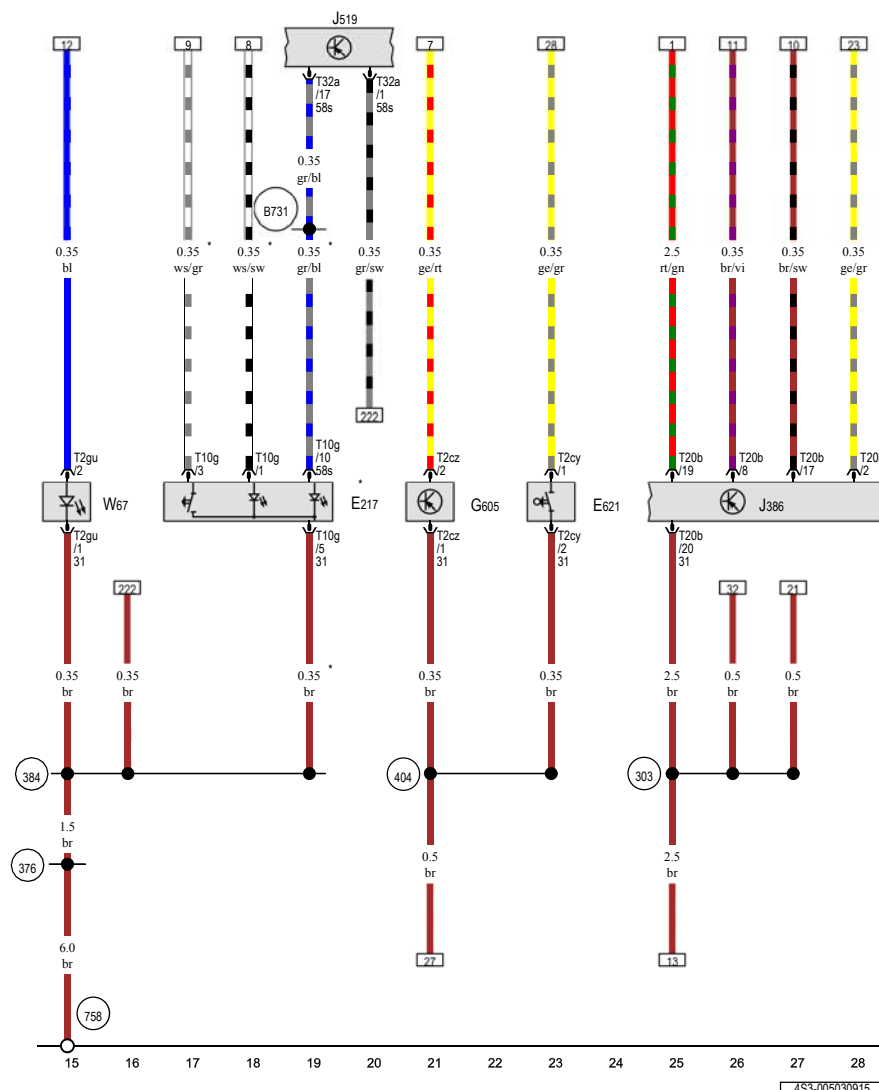 J519
12 9 8 7 28 1 11 10 23
T32a
/17
58s
T32a
/1
58s
0.35
gr/bl
B731
0.35
bl
0.35 *
ws/gr
0.35 *
ws/sw
0.35 *
gr/bl
0.35
gr/sw
0.35
ge/rt
0.35
ge/gr
2.5
rt/gn
0.35
br/vi
0.35
br/sw
0.35
ge/gr
222
T2gu
/2
T10g
/3
T10g
/1
T10g
/10
58s
T2cz
/2
T2cy
/1
T20b
/19
T20b
/8
T20b
/17
T20
/2
W67
E217 *
G605
E621
J386
T2gu
/1
31
T10g
/5
31
T2cz
/1
31
T2cy
/2
31
T20b
/20
31
222 32 21
0.35
br
0.35
br
0.35 *
br
0.35
br
0.35
br
2.5
br
0.5
br
0.5
br
384 404 303
1.5
br
0.5
br
2.5
br
376
6.0
br
27 13
758
15 16 17 18 19 20 21 22 23 24 25 26 27 28
4S3-005030915